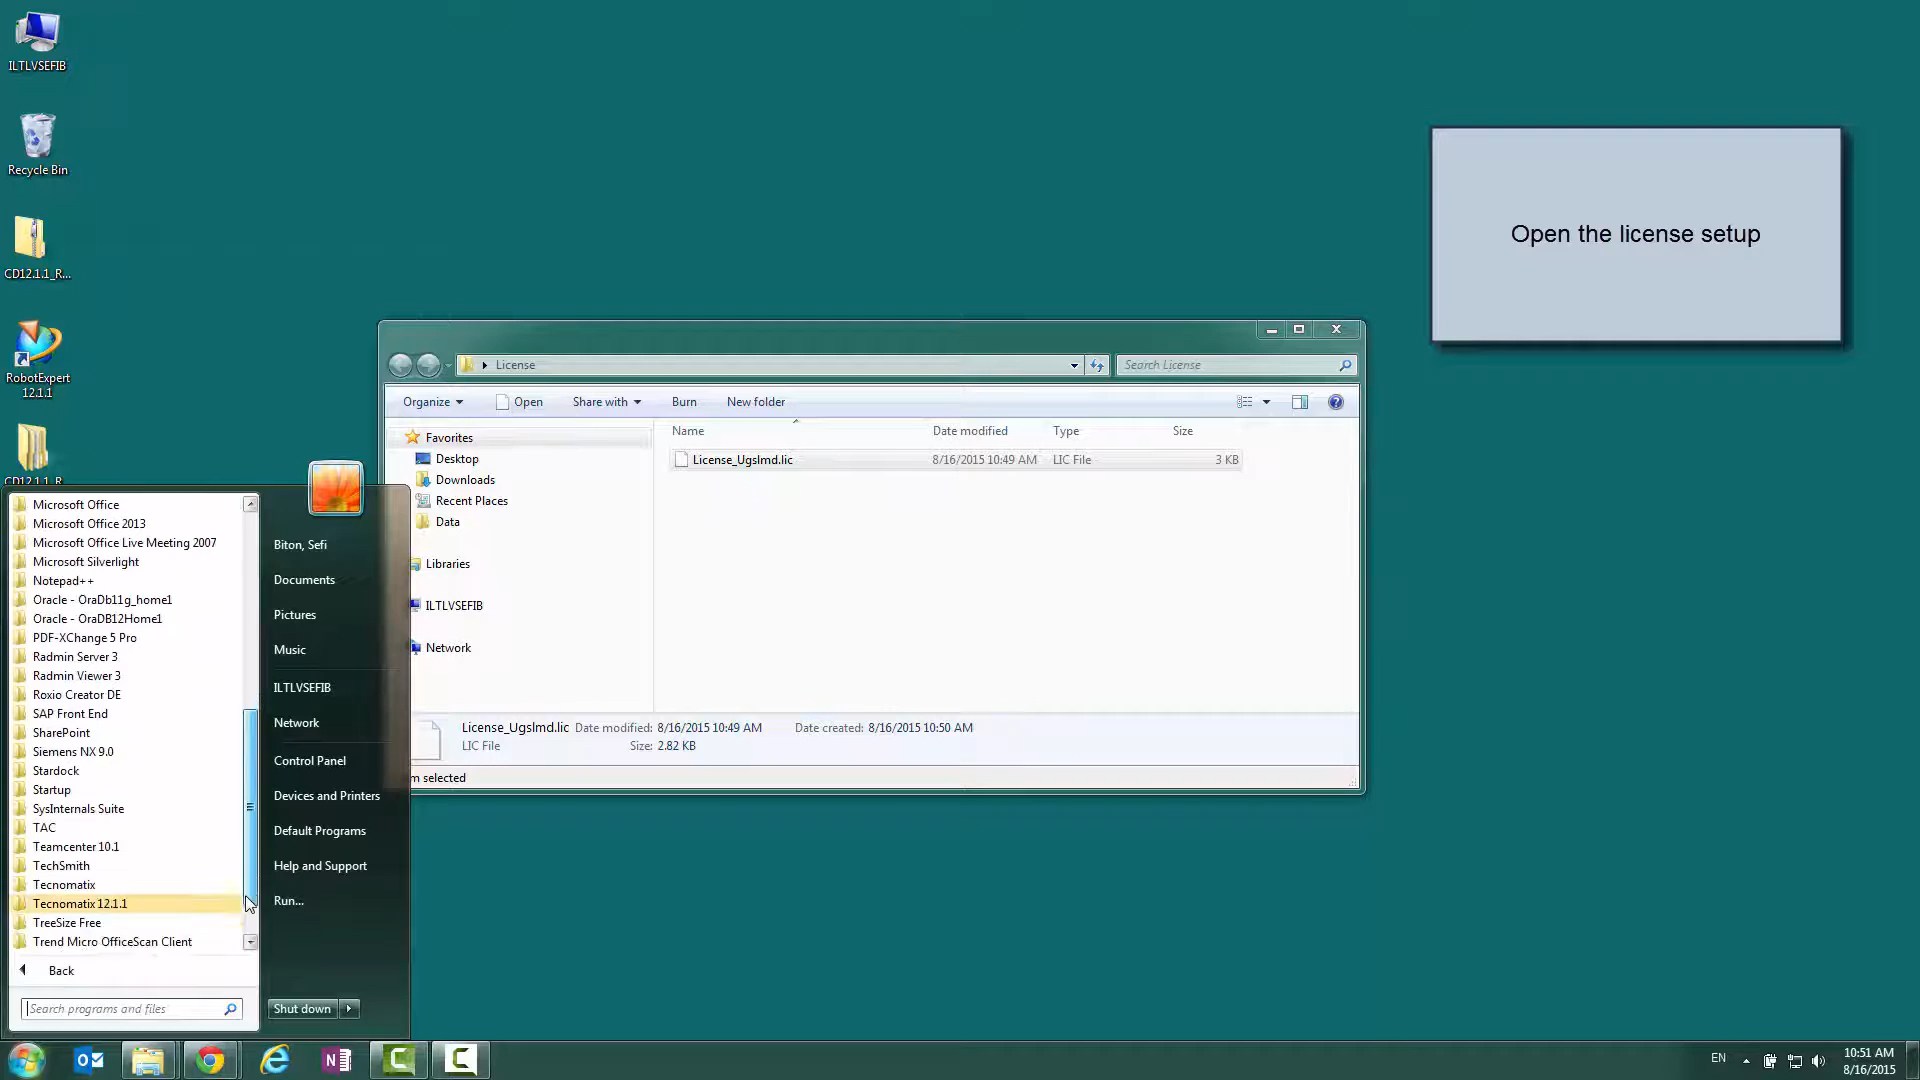 ILTLVSEFIB
Recycle Bin
CD12.1.1_R...
RobotExpert
12.1.1
CD12.1.1_R
Open the license setup
License
Search License
Organize
Open
Share with
Burn
New folder
Name
Date modified
Type
Size
License_Ugslmd.lic
8/16/2015 10:49 AM
LIC File
3 KB
Favorites
Desktop
Downloads
Recent Places
Data
Libraries
ILTLVSEFIB
Network
License_Ugslmd.lic Date modified: 8/16/2015 10:49 AM Date created: 8/16/2015 10:50 AM
LIC File Size: 2.82 KB
m selected
Microsoft Office
Microsoft Office 2013
Microsoft Office Live Meeting 2007
Microsoft Silverlight
Notepad++
Oracle - OraDb11g_home1
Oracle - OraDB12Home1
PDF-XChange 5 Pro
Radmin Server 3
Radmin Viewer 3
Roxio Creator DE
SAP Front End
SharePoint
Siemens NX 9.0
Stardock
Startup
SysInternals Suite
TAC
Teamcenter 10.1
TechSmith
Tecnomatix
Tecnomatix 12.1.1
TreeSize Free
Trend Micro OfficeScan Client
Back
Search programs and files
Biton, Sefi
Documents
Pictures
Music
ILTLVSEFIB
Network
Control Panel
Devices and Printers
Default Programs
Help and Support
Run...
Shut down
EN
10:51 AM
8/16/2015